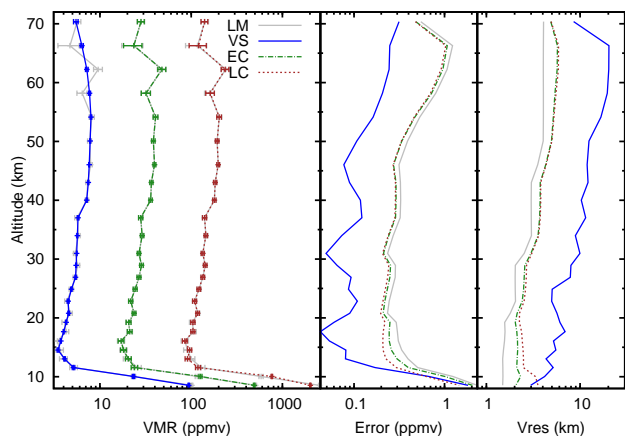 70
60
50
40
30
20
10
Altitude (km)
LM
VS
EC
LC
10 100 1000
VMR (ppmv)
0.1 1
Error (ppmv)
1 10
Vres (km)